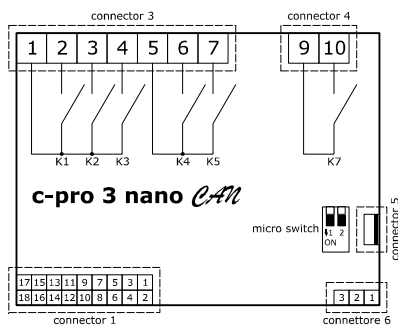 connector 3 connector 4
1 2 3 4 5 6 7 9 10
K1 K2 K3 K4 K5 K7
c-pro 3 nano CAN
micro switch
1 2
ON
connector 5
17 15 13 11 9 7 5 3 1
18 16 14 12 10 8 6 4 2
3 2 1
connector 1 connettore 6